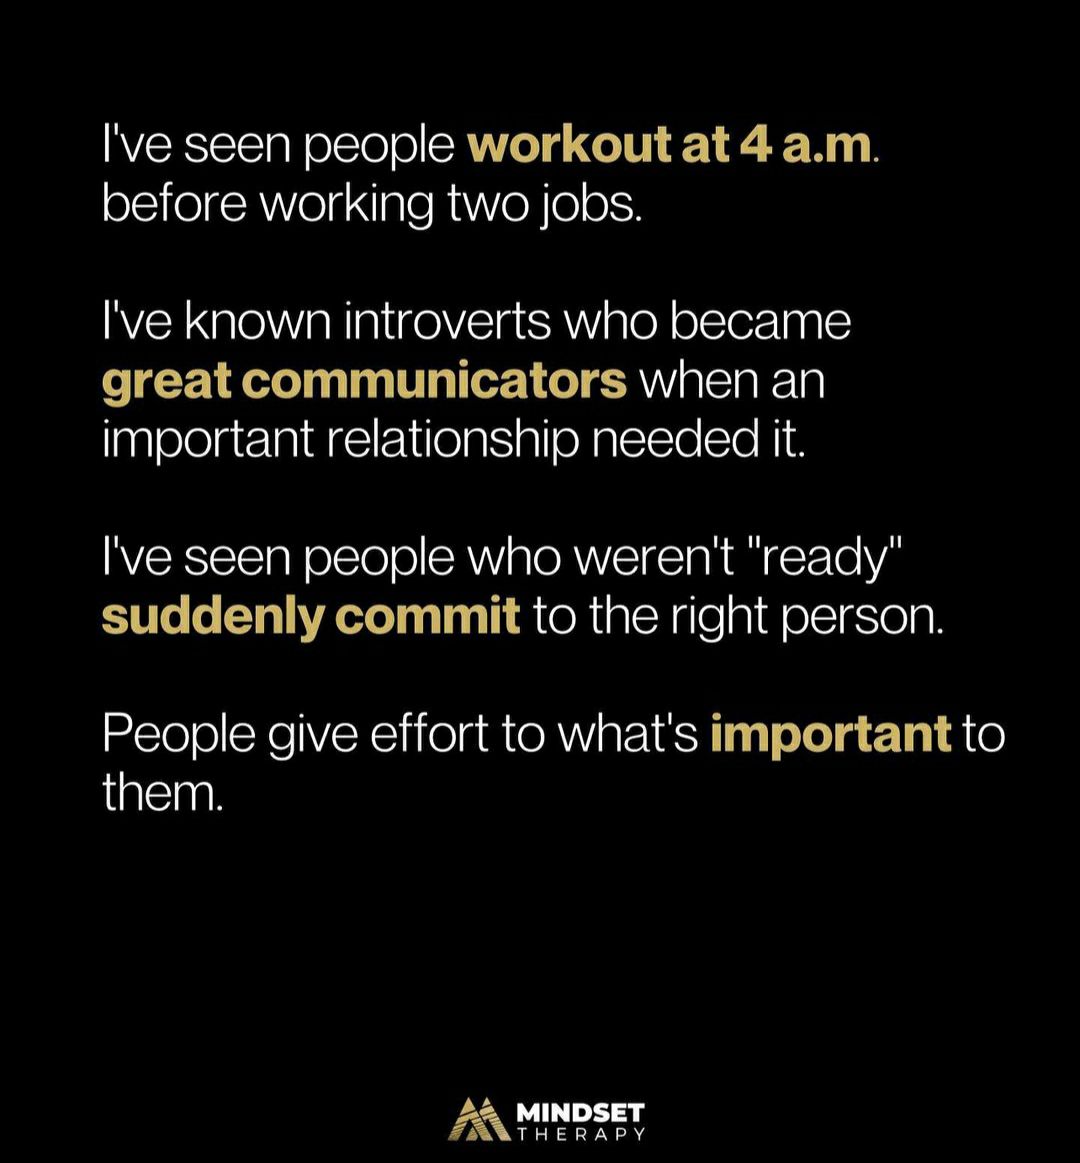 I've seen people workout at 4 a.m.
before working two jobs.
I've known introverts who became
great communicators when an
important relationship needed it.
I've seen people who weren't "ready"
suddenly commit to the right person.
People give effort to what's important to
them.
MINDSET
THERAPY